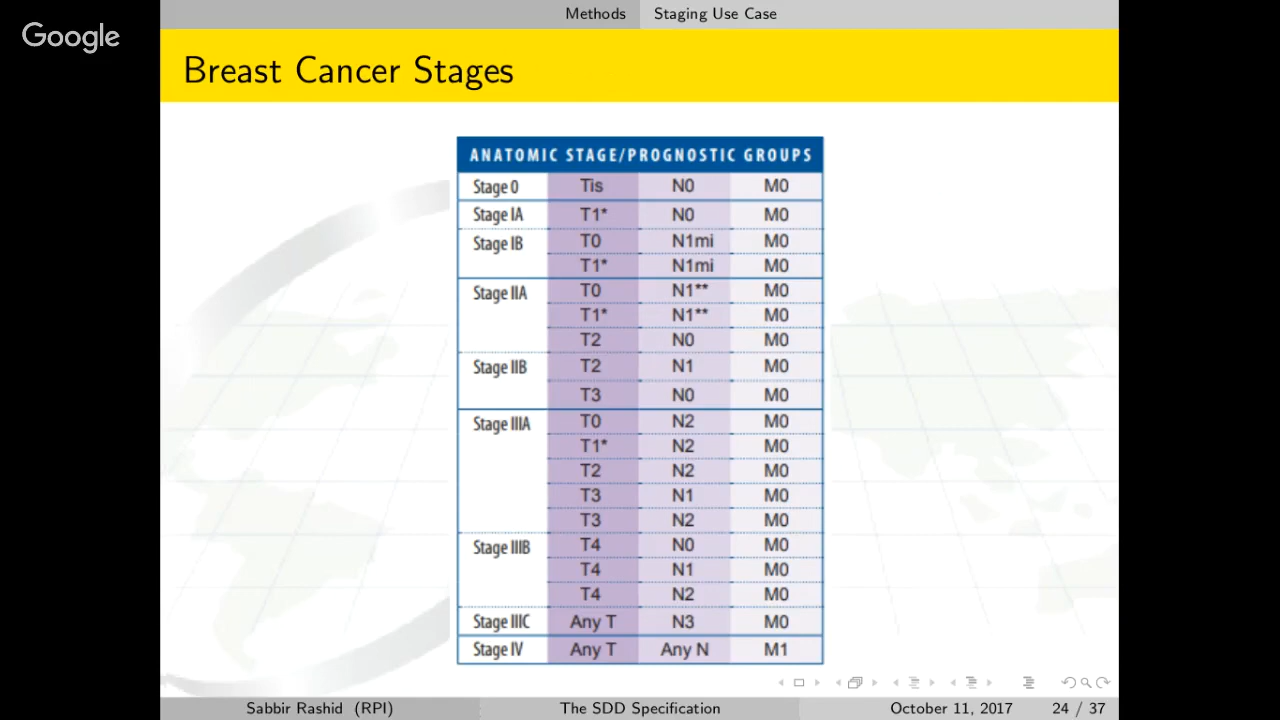 Methods Staging Use Case
Google
Breast Cancer Stages
ANATOMIC STAGE/PROGNOSTIC GROUPS
Stage 0 Tis N0 M0
Stage IA T1* N0 M0
Stage IB T0 N1mi M0
T1* N1mi M0
Stage IIA T0 N1** M0
T1* N1** M0
T2 N0 M0
Stage IIB T2 N1 M0
T3 N0 M0
Stage IIIA T0 N2 M0
T1* N2 M0
T2 N2 M0
T3 N1 M0
T3 N2 M0
Stage IIIB T4 N0 M0
T4 N1 M0
T4 N2 M0
Stage IIIC Any T N3 M0
Stage IV Any T Any N M1
Sabbir Rashid (RPI) The SDD Specification October 11, 2017 24 / 37